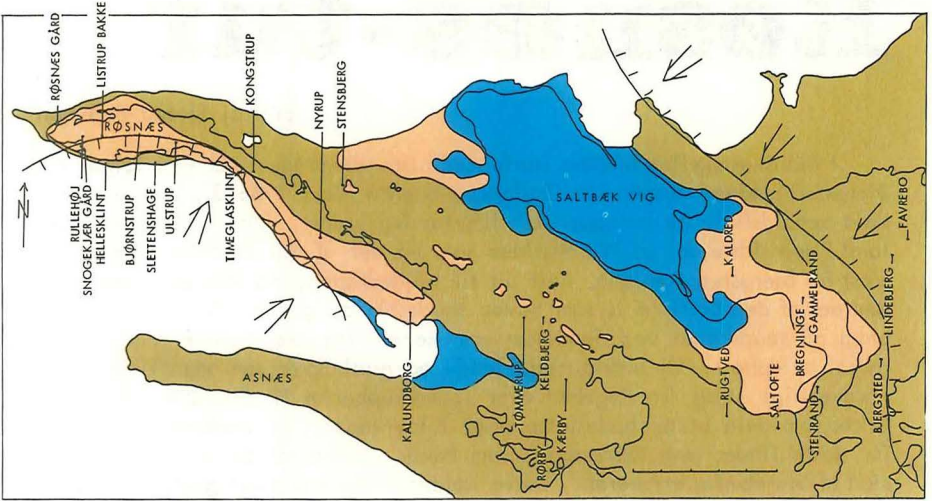 RØSNÆS GÅRD
LISTRUP BAKKE
RØSNÆS
KONGSTRUP
NYRUP
STENSBJERG
RULLEHØJ
SNOGEKJÆR GÅRD
HELLESKLINT
BJØRNSTRUP
SLETTENSHAGE
ULSTRUP
TIMEGLASKLINT
SALTBÆK VIG
KALDRED
FAVREBO
GAMMELRAND
LINDEBJERG
BREGNINGE
ASNÆS
KALUNDBORG
TØMMERUP
KELDBJERG
RØRBY
KÆRBY
RUGTVED
SALTOFTE
STENRAND
BJERGSTED
N